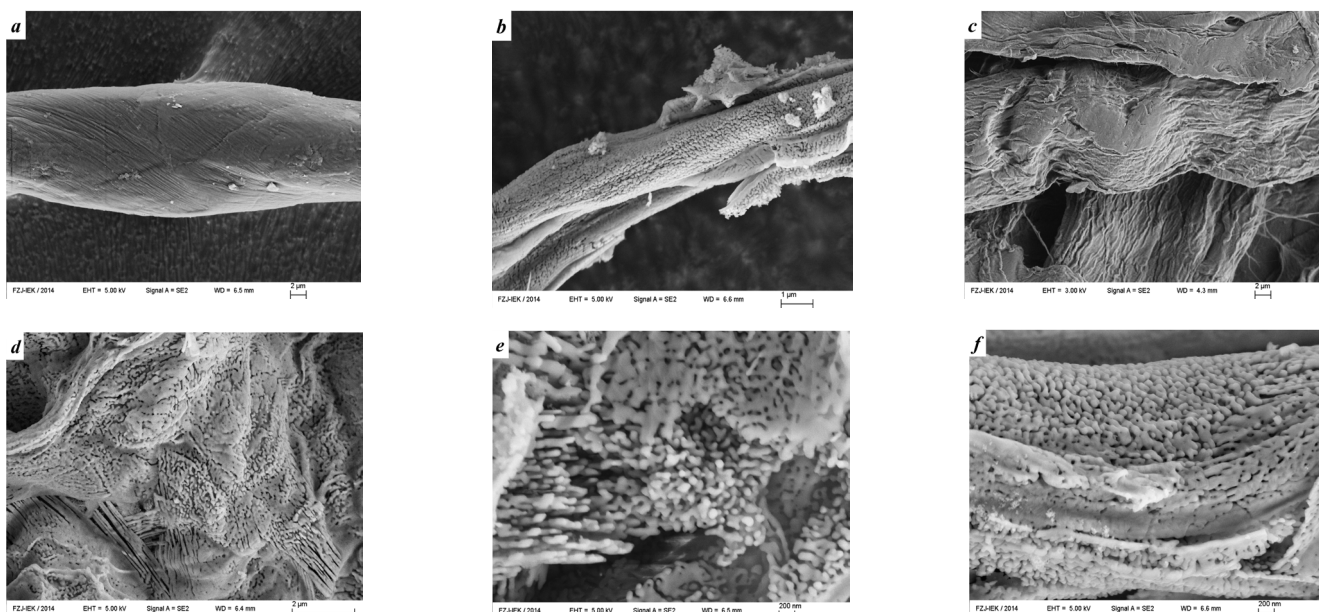 a
b
c
2 µm
FZJ-IEK / 2014 EHT = 5.00 kV Signal A = SE2 WD = 6.5 mm
1 µm
FZJ-IEK / 2014 EHT = 5.00 kV Signal A = SE2 WD = 6.6 mm
2 µm
FZJ-IEK / 2014 EHT = 3.00 kV Signal A = SE2 WD = 4.3 mm
d
e
f
2 µm
FZJ-IEK / 2014 EHT = 5.00 kV Signal A = SE2 WD = 6.4 mm
200 nm
FZJ-IEK / 2014 EHT = 5.00 kV Signal A = SE2 WD = 6.5 mm
200 nm
FZJ-IEK / 2014 EHT = 5.00 kV Signal A = SE2 WD = 6.6 mm